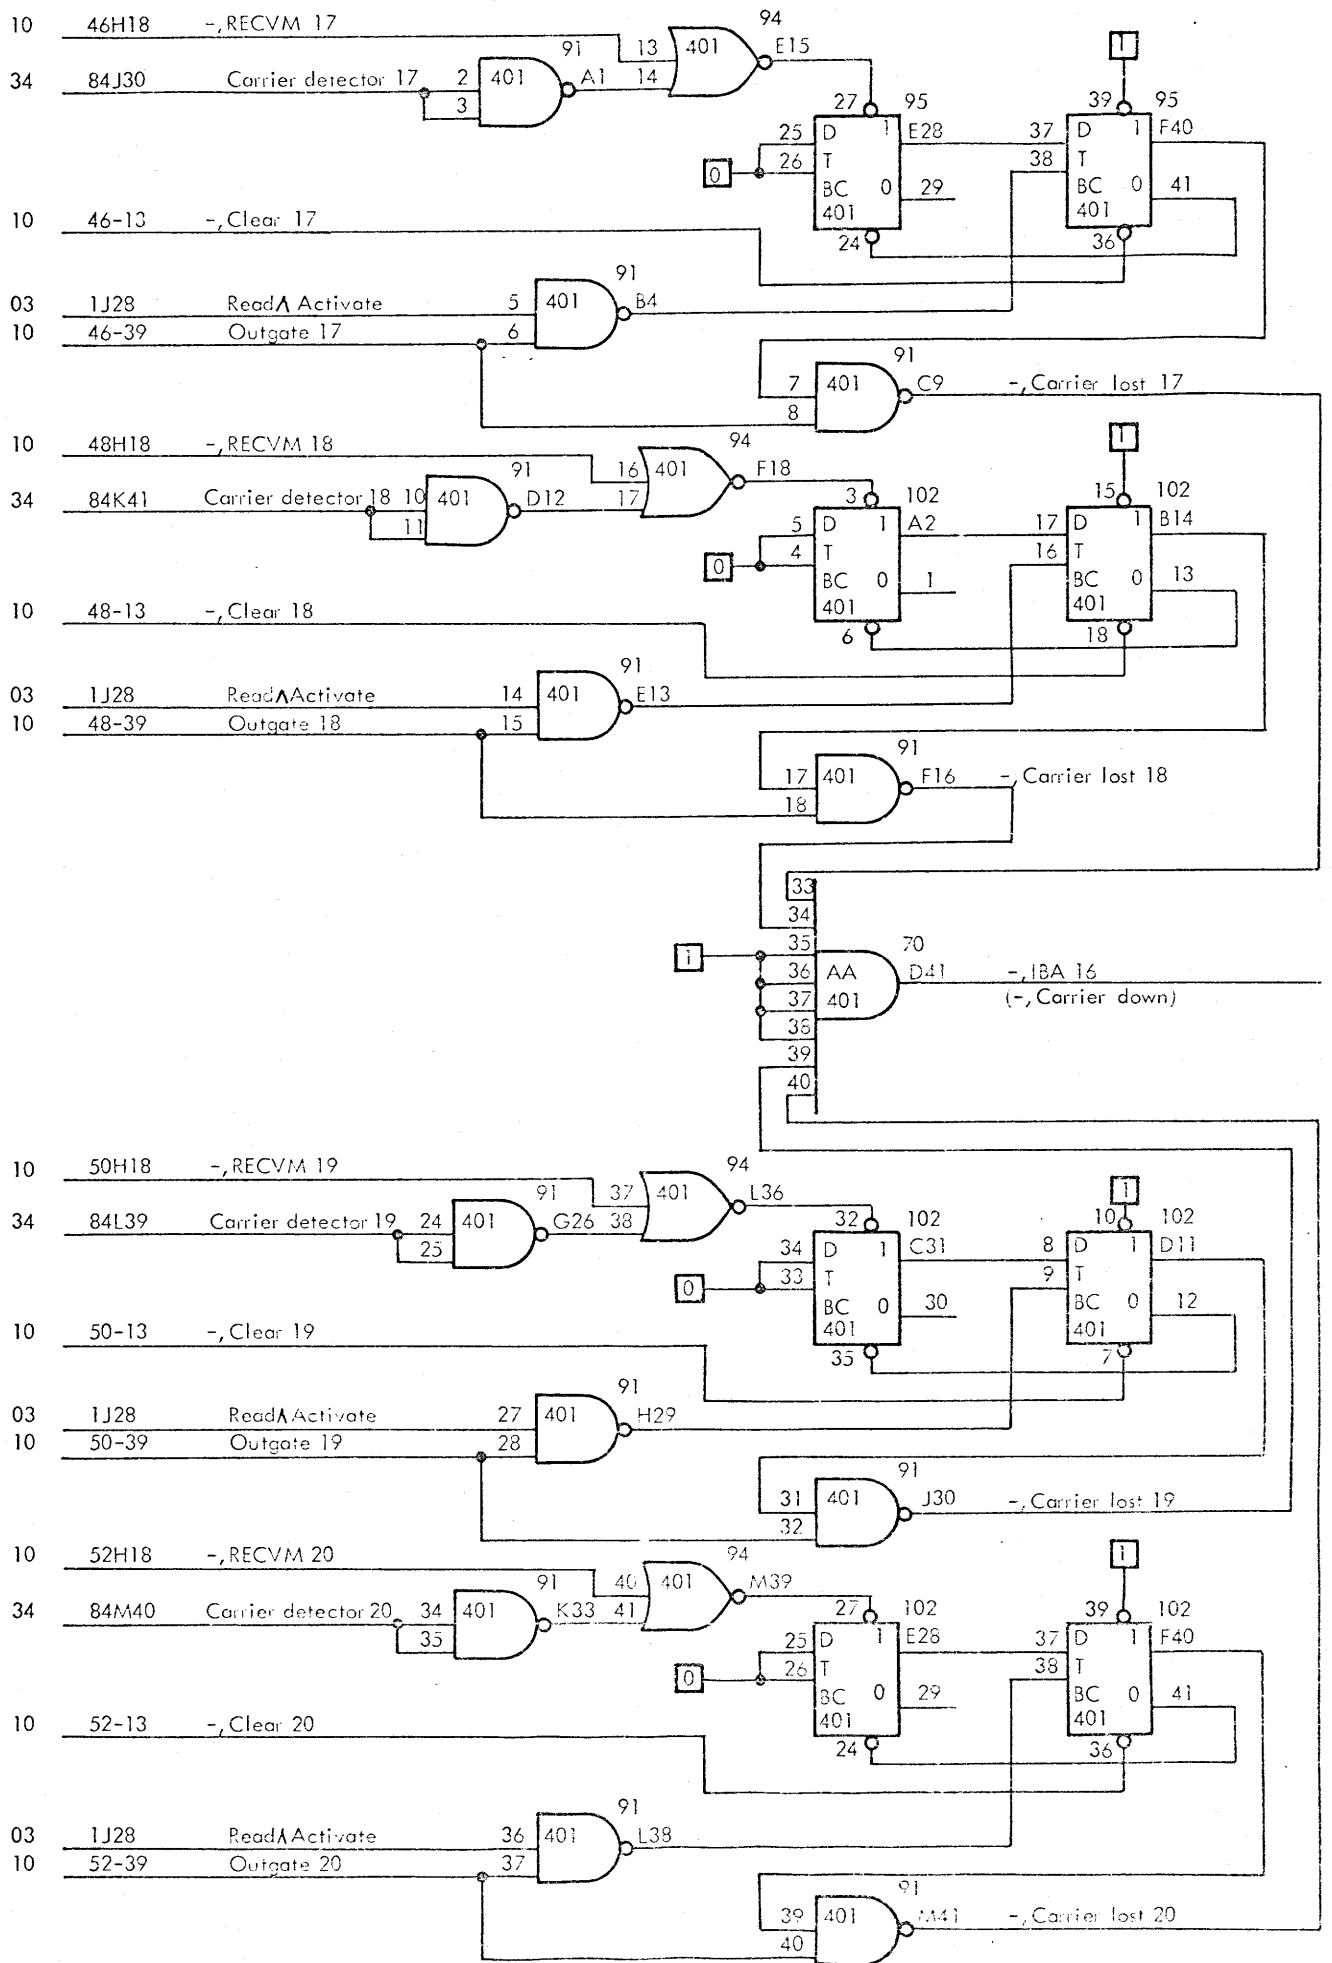 94
10 46H18 -,RECVM 17 13 401 E15
91
34 84J30 Carrier detector 17 2 401 A1 14
3
1
27 95 39 95
25 D 1 E28 37 D 1 F40
0 26 T 38 T
BC 0 29 BC 0 41
401 401
24 36
10 46-13 -,Clear 17
91
03 1J28 Read∧Activate 5 401 B4
10 46-39 Outgate 17 6
91
7 401 C9 -,Carrier lost 17
8
94
10 48H18 -,RECVM 18 16 401 F18
91
34 84K41 Carrier detector 18 10 401 D12 17
11
1
3 102 15 102
5 D 1 A2 17 D 1 B14
0 4 T 16 T
BC 0 1 BC 0 13
401 401
6 18
10 48-13 -,Clear 18
91
03 1J28 Read∧Activate 14 401 E13
10 48-39 Outgate 18 15
91
17 401 F16 -,Carrier lost 18
18
33
34
35 70
1 36 AA D41 -,IBA 16
37 401 (-,Carrier down)
38
39
40
94
10 50H18 -,RECVM 19 37 401 L36
91
34 84L39 Carrier detector 19 24 401 G26 38
25
1
32 102 10 102
34 D 1 C31 8 D 1 D11
0 33 T 9 T
BC 0 30 BC 0 12
401 401
35 7
10 50-13 -,Clear 19
91
03 1J28 Read∧Activate 27 401 H29
10 50-39 Outgate 19 28
91
31 401 J30 -,Carrier lost 19
32
94
10 52H18 -,RECVM 20 40 401 M39
91
34 84M40 Carrier detector 20 34 401 K33 41
35
1
27 102 39 102
25 D 1 E28 37 D 1 F40
0 26 T 38 T
BC 0 29 BC 0 41
401 401
24 36
10 52-13 -,Clear 20
91
03 1J28 Read∧Activate 36 401 L38
10 52-39 Outgate 20 37
91
39 401 M41 -,Carrier lost 20
40